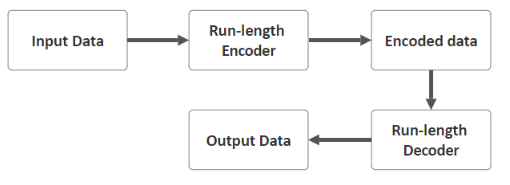 Input Data
Run-length
Encoder
Encoded data
Output Data
Run-length
Decoder